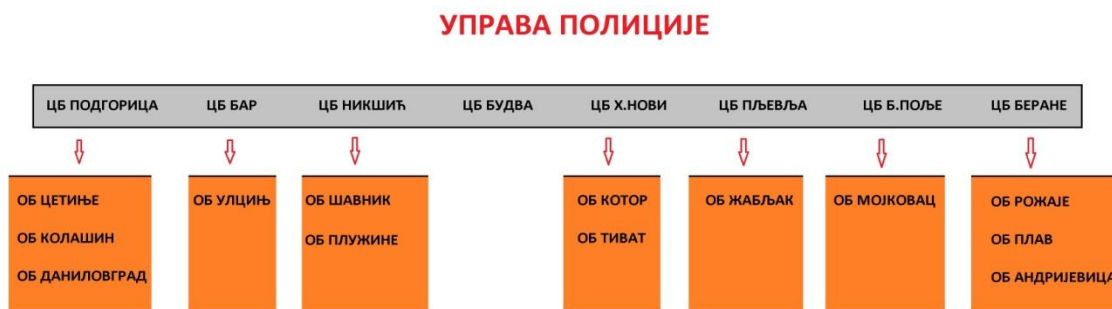 УПРАВА ПОЛИЦИЈЕ
ЦБ ПОДГОРИЦА ЦБ БАР ЦБ НИКШИЋ ЦБ БУДВА ЦБ Х.НОВИ ЦБ ПЉЕВЉА ЦБ Б.ПОЉЕ ЦБ БЕРАНЕ
ОБ ЦЕТИЊЕ
ОБ КОЛАШИН
ОБ ДАНИЛОВГРАД
ОБ УЛЦИЊ
ОБ ШАВНИК
ОБ ПЛУЖИНЕ
ОБ КОТОР
ОБ ТИВАТ
ОБ ЖАБЉАК
ОБ МОЈКОВАЦ
ОБ РОЖАЈЕ
ОБ ПЛАВ
ОБ АНДРИЈЕВИЦА